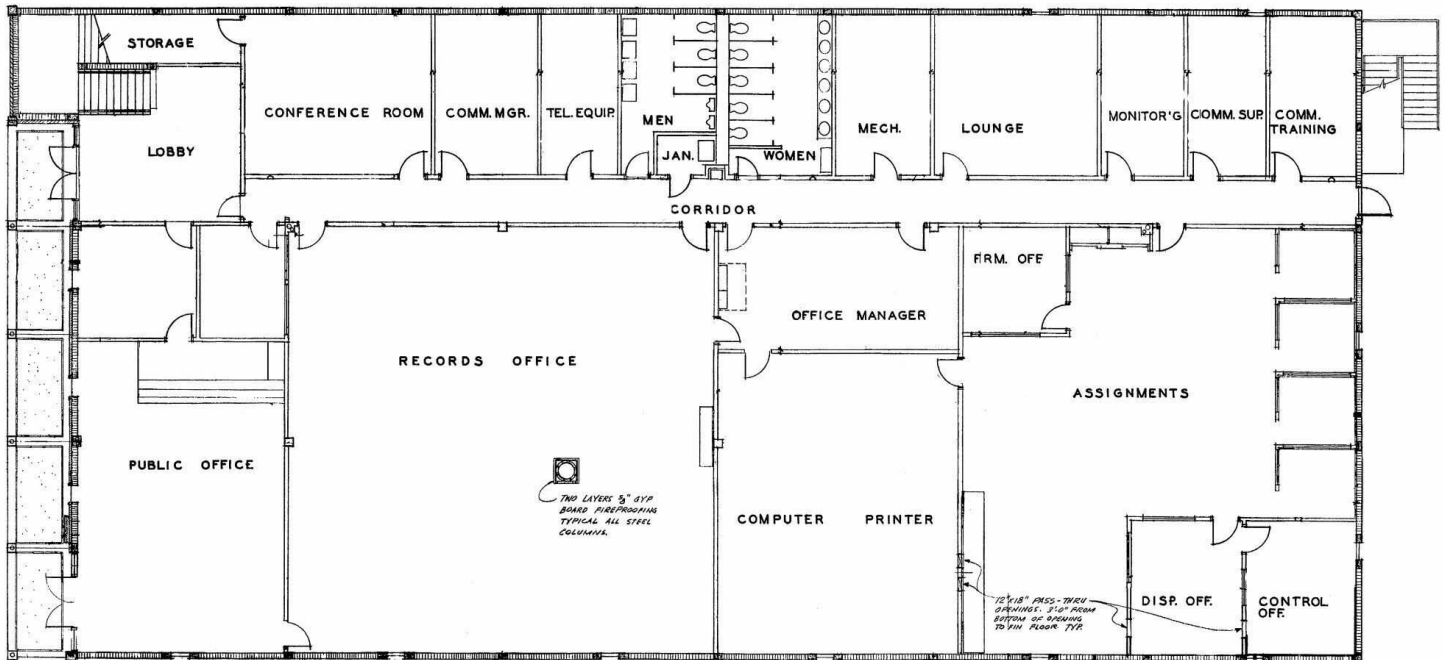 STORAGE
LOBBY
CONFERENCE ROOM
COMM. MGR.
TEL. EQUIP.
MEN
JAN.
WOMEN
MECH.
LOUNGE
MONITOR'G
COMM. SUP.
COMM.
TRAINING
CORRIDOR
RECORDS OFFICE
OFFICE MANAGER
FRM. OFF
ASSIGNMENTS
PUBLIC OFFICE
TWO LAYERS 5/8" GYP
BOARD FIREPROOFING
TYPICAL ALL STEEL
COLUMNS.
COMPUTER PRINTER
12"x18" PASS-THRU
OPENINGS. 3'-0" FROM
BOTTOM OF OPENING
TO FIN FLOOR TYP.
DISP. OFF.
CONTROL
OFF.